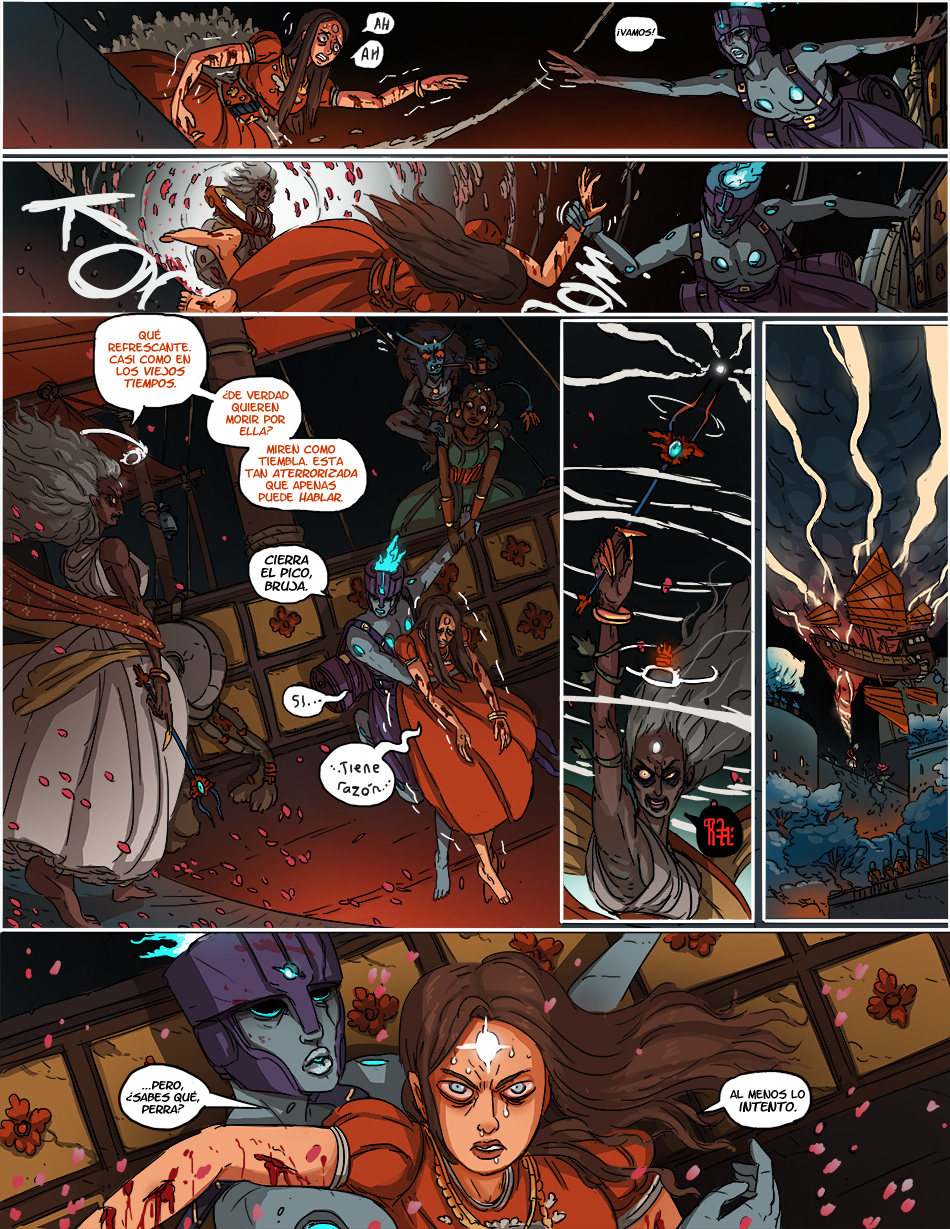 AH
AH
¡VAMOS!
KOM
QUÉ
REFRESCANTE.
CASI COMO EN
LOS VIEJOS
TIEMPOS.
¿DE VERDAD
QUIEREN
MORIR POR
ELLA?
MIREN COMO
TIEMBLA. ESTA
TAN ATERRORIZADA
QUE APENAS
PUEDE HABLAR.
CIERRA
EL PICO,
BRUJA.
SI...
...Tiene
razón...
...PERO,
¿SABES QUÉ,
PERRA?
AL MENOS LO
INTENTO.